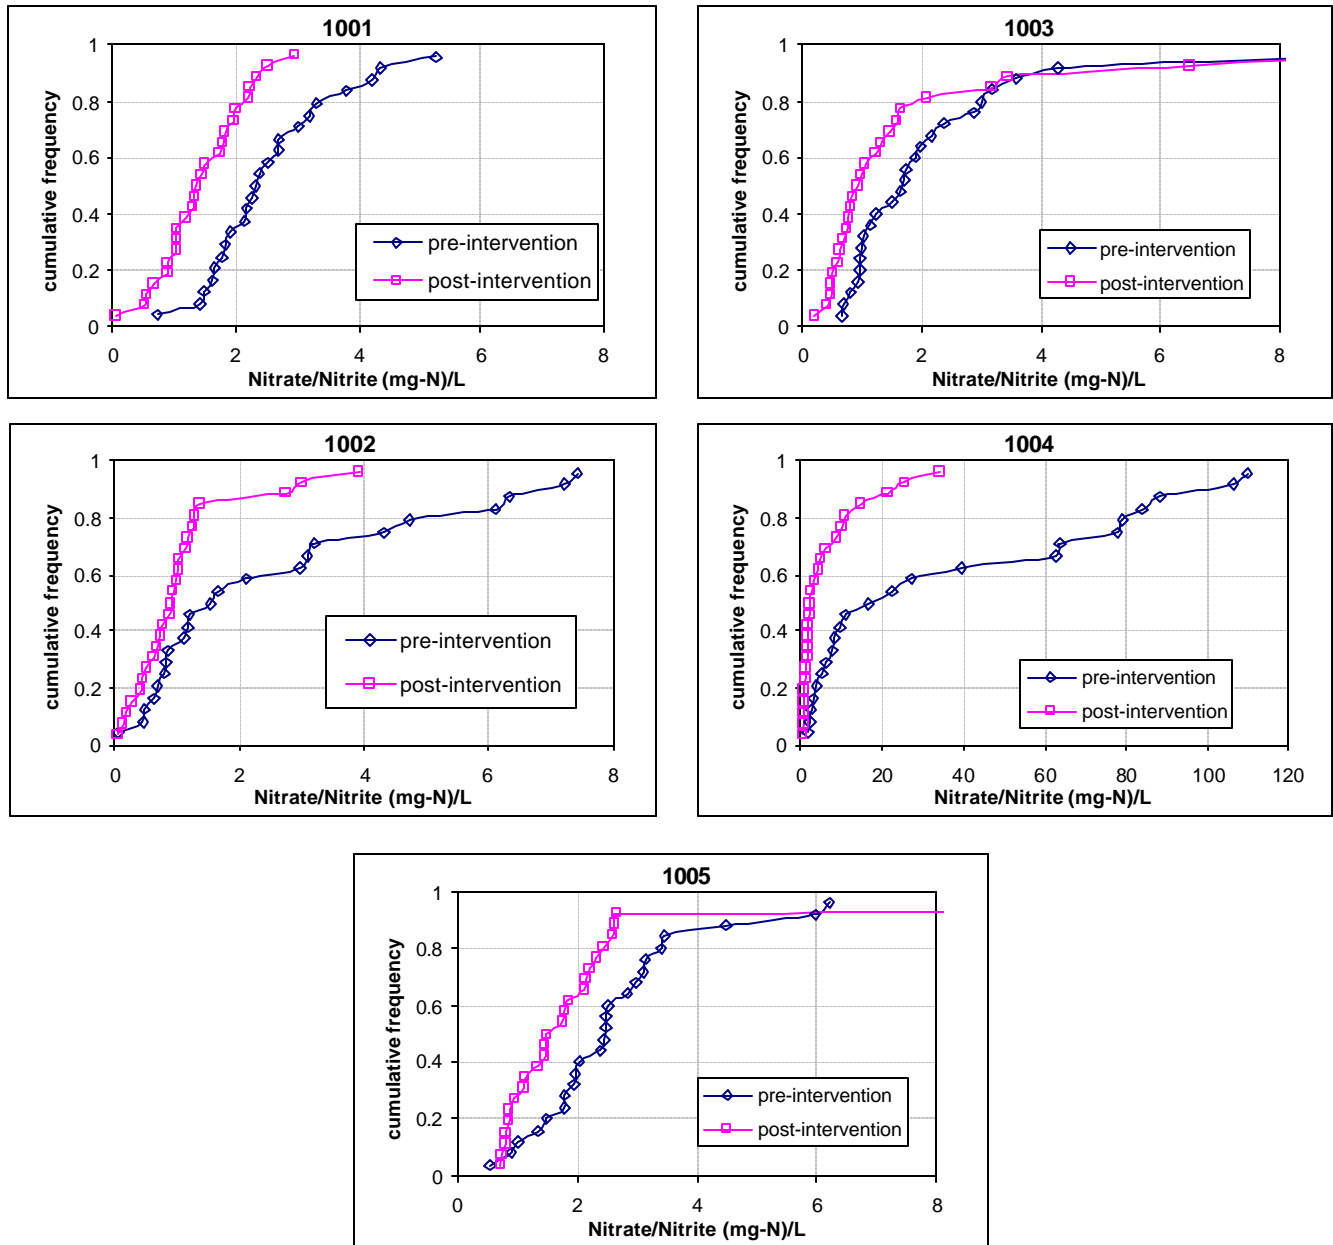 1001
1
0.8
0.6
0.4
0.2
0
0 2 4 6 8
cumulative frequency
Nitrate/Nitrite (mg-N)/L
pre-intervention
post-intervention
1003
1
0.8
0.6
0.4
0.2
0
0 2 4 6 8
cumulative frequency
Nitrate/Nitrite (mg-N)/L
pre-intervention
post-intervention
1002
1
0.8
0.6
0.4
0.2
0
0 2 4 6 8
cumulative frequency
Nitrate/Nitrite (mg-N)/L
pre-intervention
post-intervention
1004
1
0.8
0.6
0.4
0.2
0
0 20 40 60 80 100 120
cumulative frequency
Nitrate/Nitrite (mg-N)/L
pre-intervention
post-intervention
1005
1
0.8
0.6
0.4
0.2
0
0 2 4 6 8
cumulative frequency
Nitrate/Nitrite (mg-N)/L
pre-intervention
post-intervention